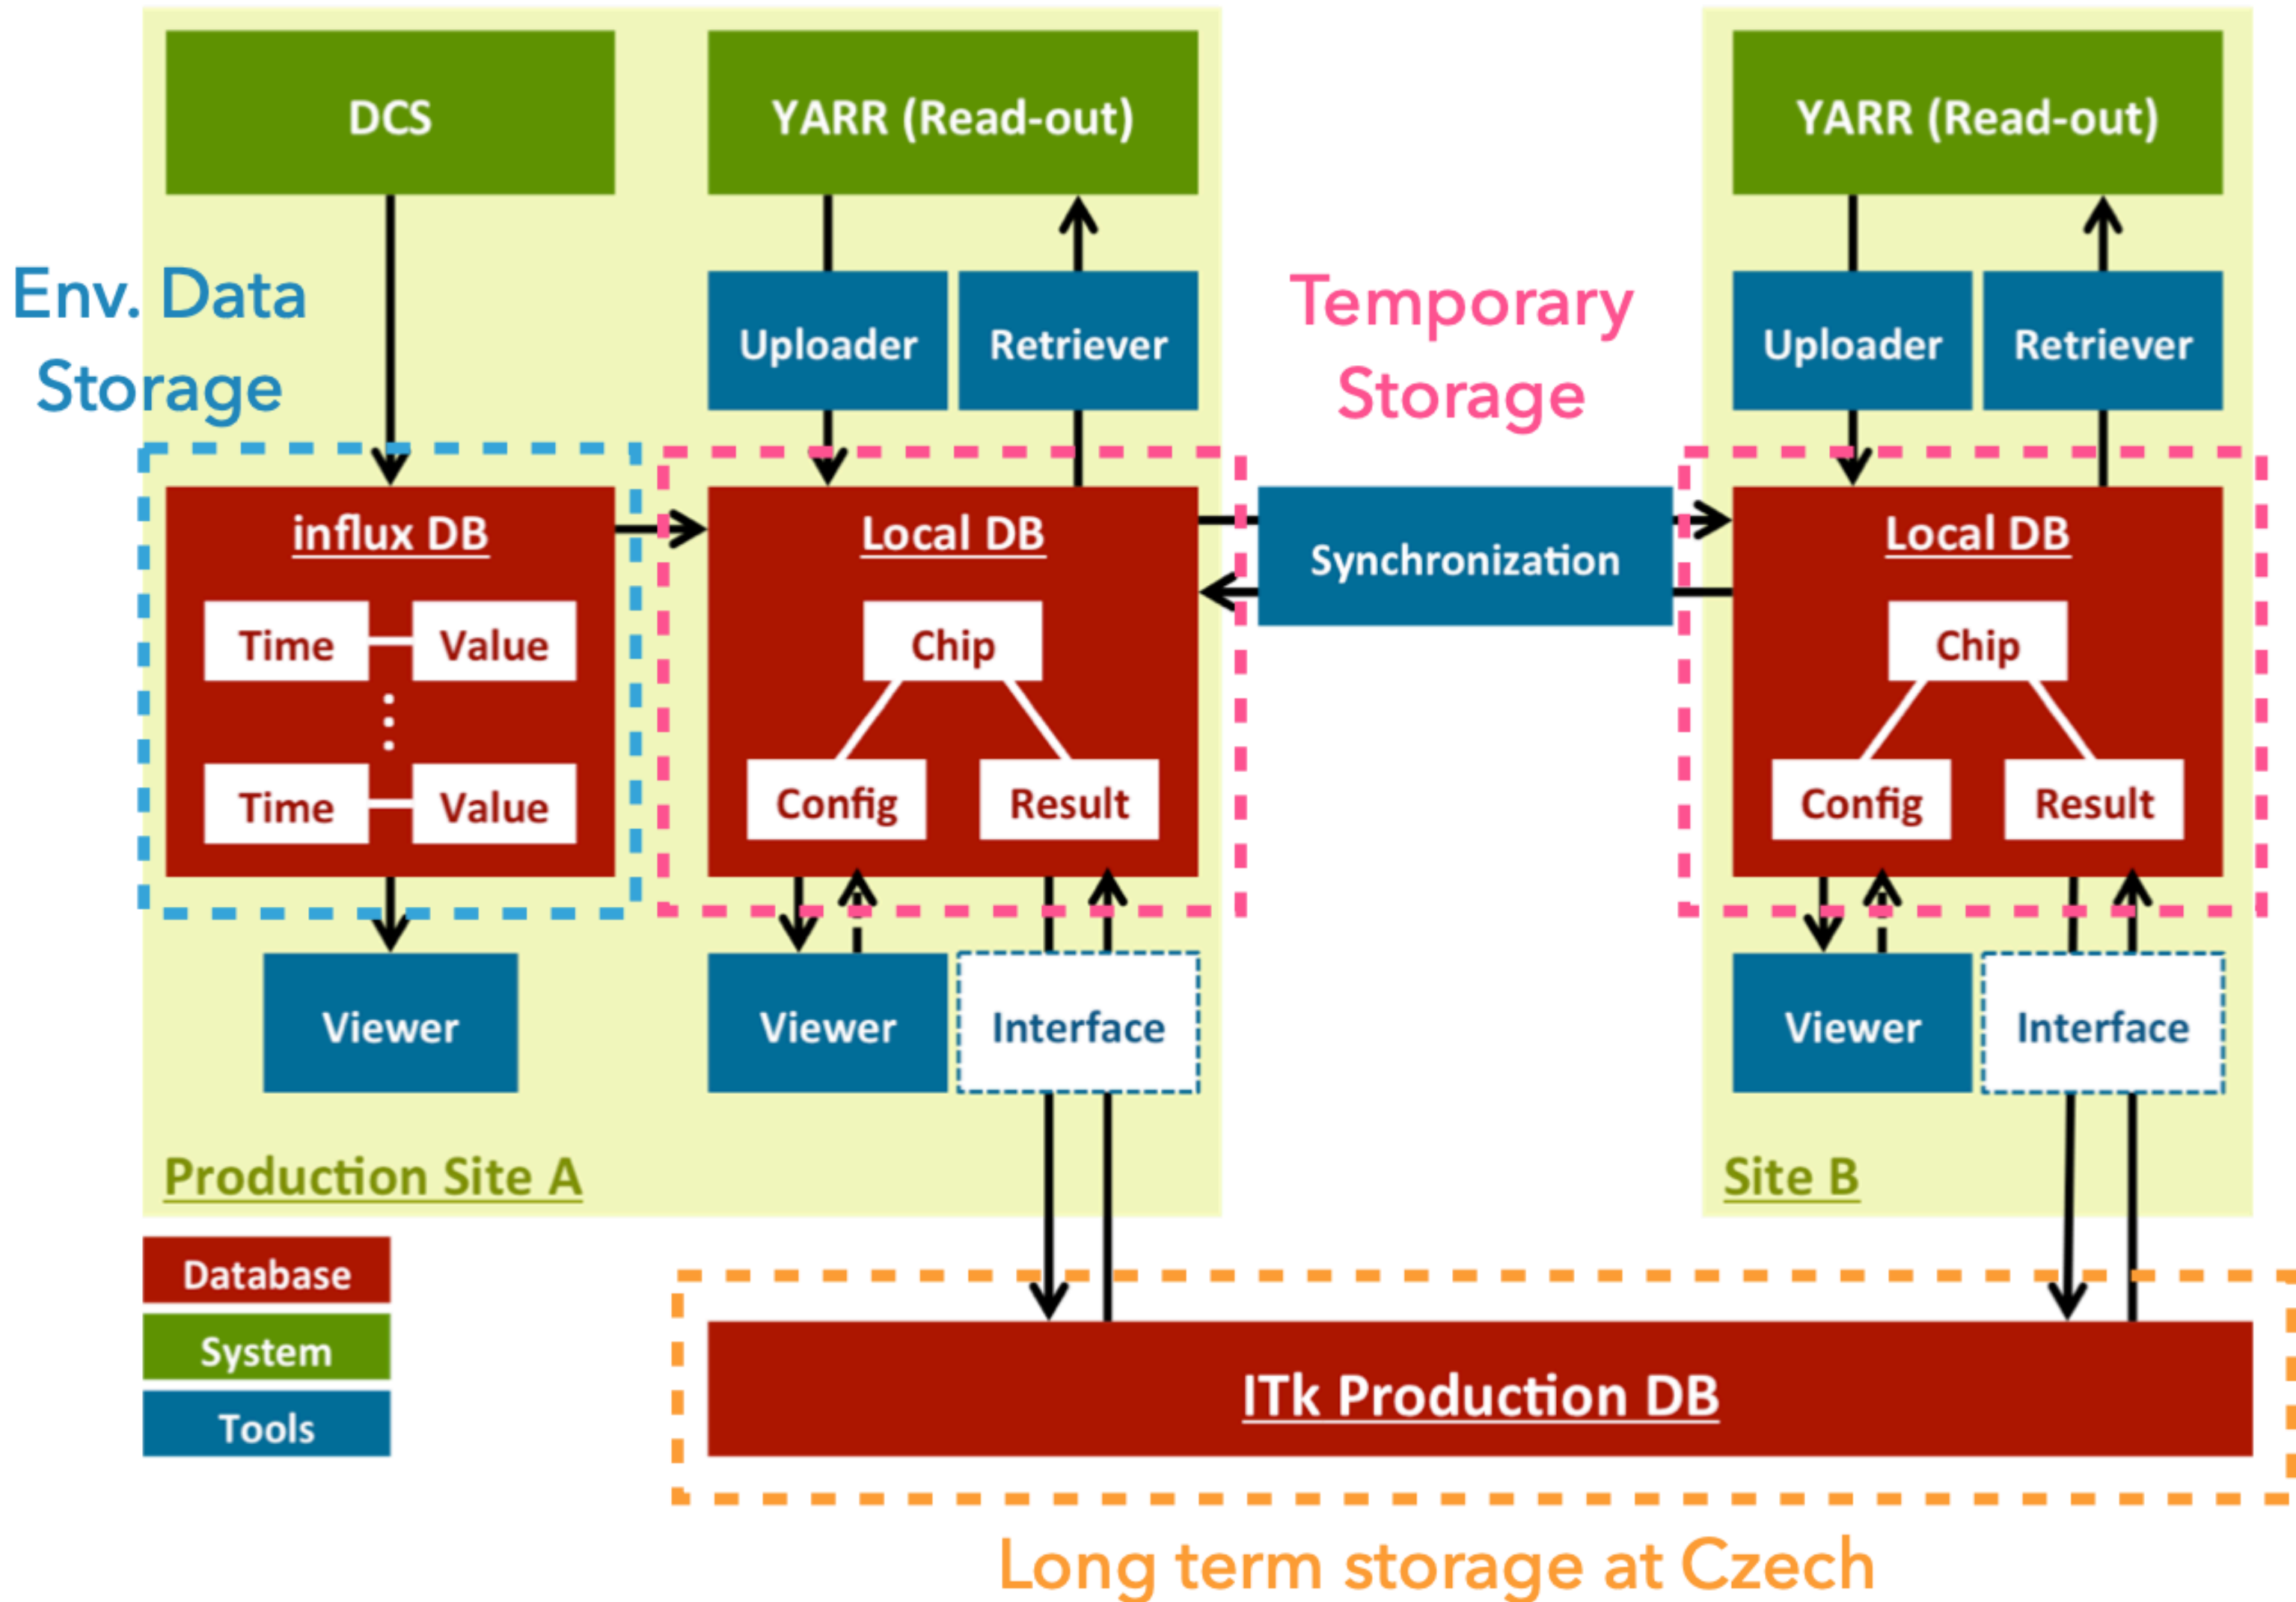 DCS
YARR (Read-out)
YARR (Read-out)
Env. Data
Storage
Uploader
Retriever
Temporary
Storage
Uploader
Retriever
influx DB
Time
Value
Time
Value
Local DB
Chip
Config
Result
Synchronization
Local DB
Chip
Config
Result
Viewer
Viewer
Interface
Viewer
Interface
Production Site A
Site B
Database
System
Tools
ITk Production DB
Long term storage at Czech